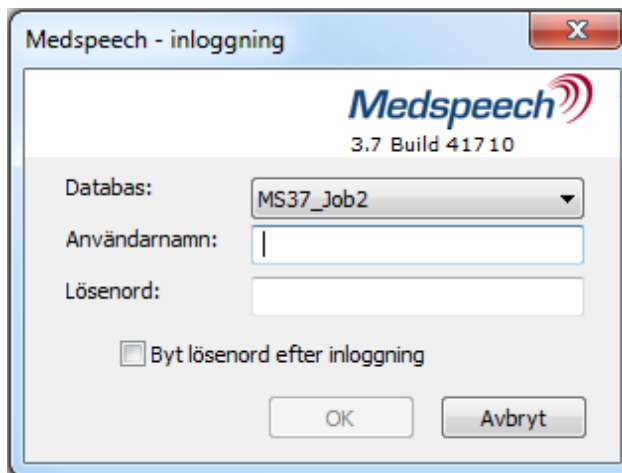 Medspeech - inloggning
Medspeech
3.7 Build 41710
Databas:
MS37_Job2
Användarnamn:
Lösenord:
Byt lösenord efter inloggning
OK
Avbryt